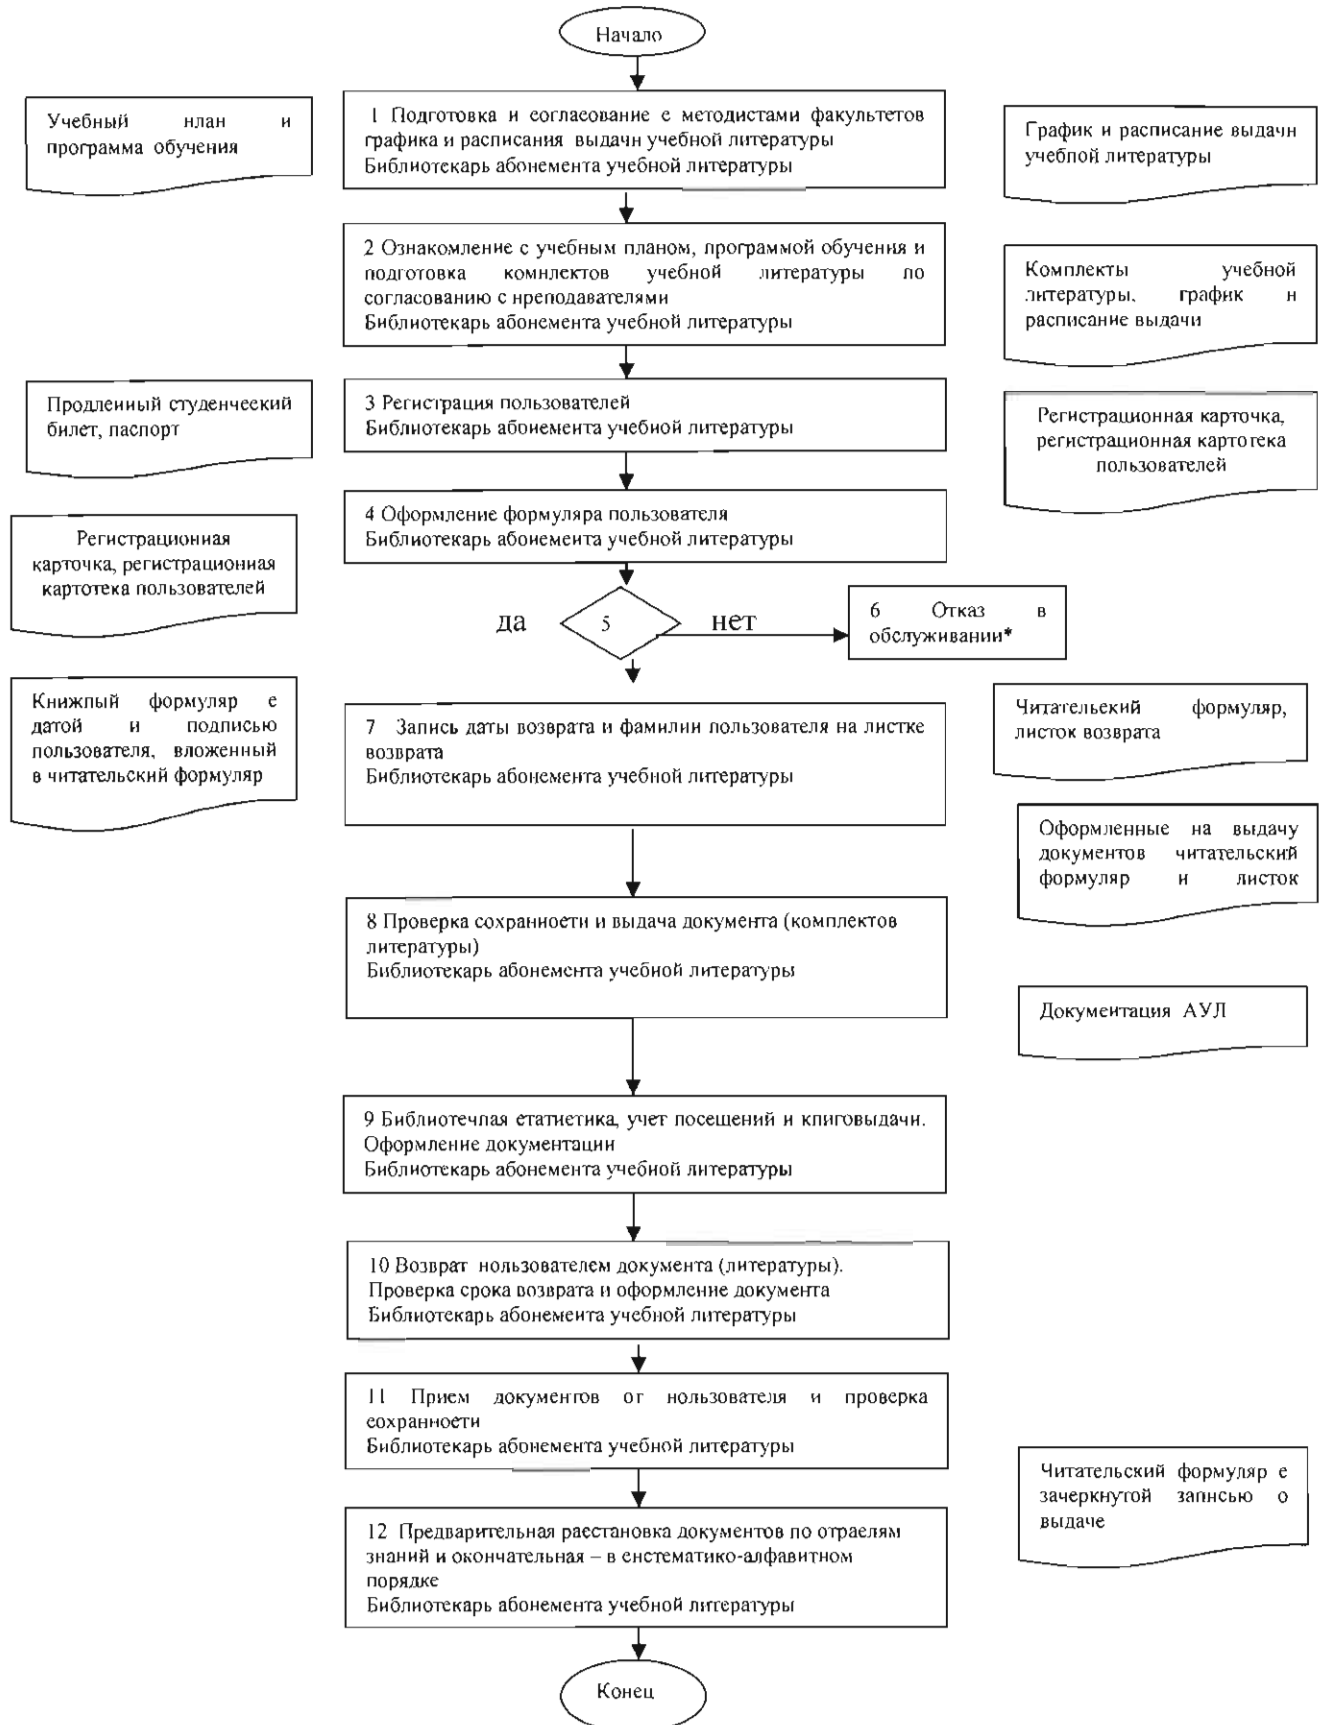 Начало
Учебный план и
программа обучения
1 Подготовка и согласование с методистами факультетов
графика и расписания выдачи учебной литературы
Библиотекарь абонемента учебной литературы
График и расписание выдачи
учебной литературы
2 Ознакомление с учебным планом, программой обучения и
подготовка комплектов учебной литературы по
согласованию с преподавателями
Библиотекарь абонемента учебной литературы
Комплекты учебной
литературы, график и
расписание выдачи
Продленный студенческий
билет, паспорт
3 Регистрация пользователей
Библиотекарь абонемента учебной литературы
Регистрационная карточка,
регистрационная картотека
пользователей
4 Оформление формуляра пользователя
Библиотекарь абонемента учебной литературы
Регистрационная
карточка, регистрационная
картотека пользователей
да
5
нет
6 Отказ в
обслуживании*
Книжный формуляр с
датой и подписью
пользователя, вложенный
в читательский формуляр
7 Запись даты возврата и фамилии пользователя на листке
возврата
Библиотекарь абонемента учебной литературы
Читательский формуляр,
листок возврата
Оформленные на выдачу
документов читательский
формуляр и листок
8 Проверка сохранности и выдача документа (комплектов
литературы)
Библиотекарь абонемента учебной литературы
Документация АУЛ
9 Библиотечная статистика, учет посещений и книговыдачи.
Оформление документации
Библиотекарь абонемента учебной литературы
10 Возврат пользователем документа (литературы).
Проверка срока возврата и оформление документа
Библиотекарь абонемента учебной литературы
11 Прием документов от пользователя и проверка
сохранности
Библиотекарь абонемента учебной литературы
Читательский формуляр с
зачеркнутой записью о
выдаче
12 Предварительная расстановка документов по отраслям
знаний и окончательная – в систематико-алфавитном
порядке
Библиотекарь абонемента учебной литературы
Конец